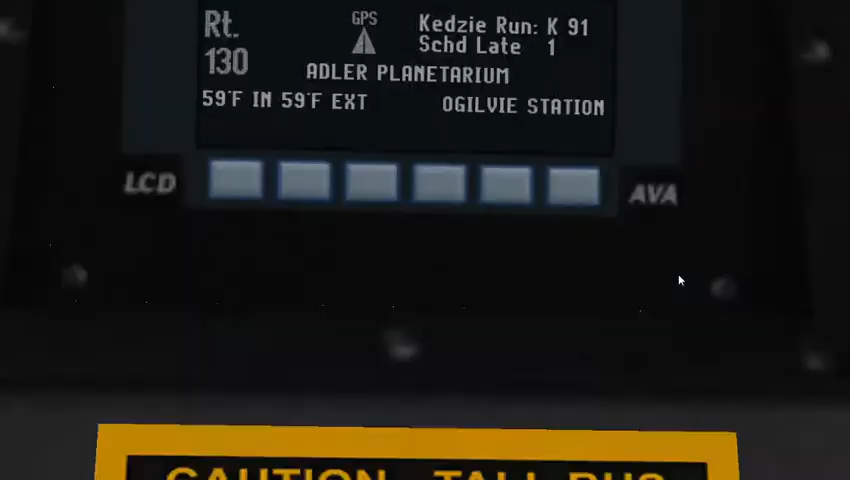 Rt. GPS Kedzie Run: K 91
130 Schd Late 1
ADLER PLANETARIUM
59°F IN 59°F EXT OGILVIE STATION
LCD AVA
CAUTION - TALL BUS